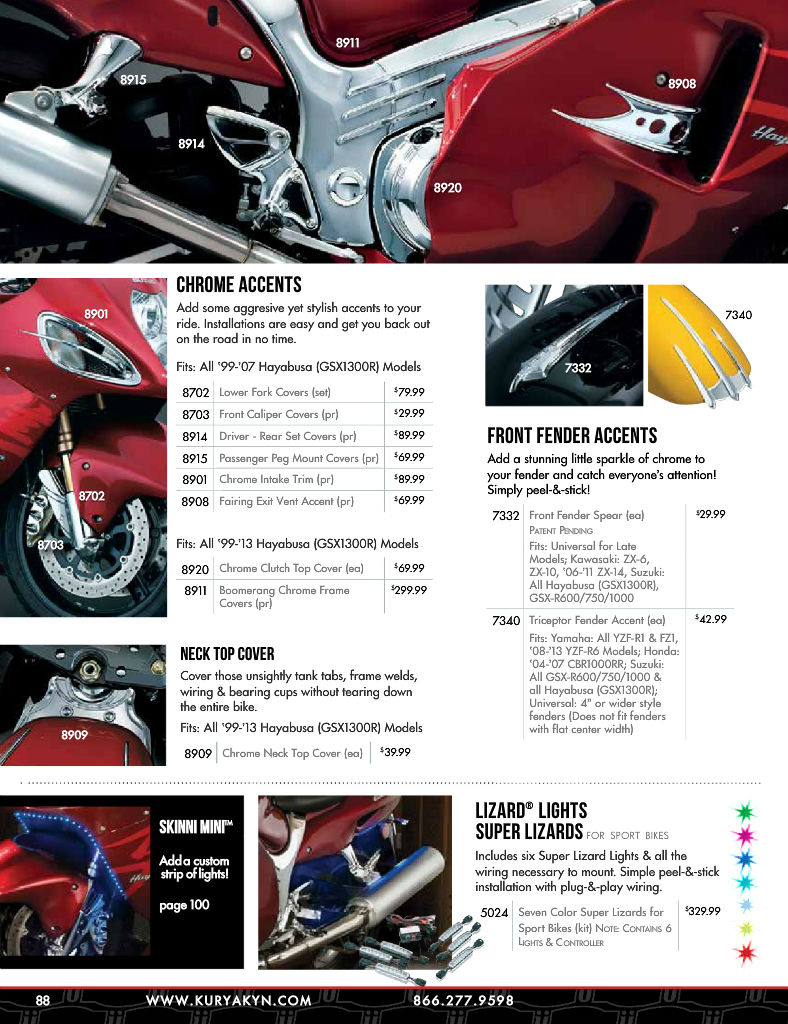 8911
8915
8908
8914
8920
Hay
8901
8702
8703
CHROME ACCENTS
Add some aggresive yet stylish accents to your
ride. Installations are easy and get you back out
on the road in no time.
Fits: All '99-'07 Hayabusa (GSX1300R) Models
8702 Lower Fork Covers (set) $79.99
8703 Front Caliper Covers (pr) $29.99
8914 Driver - Rear Set Covers (pr) $89.99
8915 Passenger Peg Mount Covers (pr) $69.99
8901 Chrome Intake Trim (pr) $89.99
8908 Fairing Exit Vent Accent (pr) $69.99
Fits: All '99-'13 Hayabusa (GSX1300R) Models
8920 Chrome Clutch Top Cover (ea) $69.99
8911 Boomerang Chrome Frame $299.99
Covers (pr)
8909
NECK TOP COVER
Cover those unsightly tank tabs, frame welds,
wiring & bearing cups without tearing down
the entire bike.
Fits: All '99-'13 Hayabusa (GSX1300R) Models
8909 Chrome Neck Top Cover (ea) $39.99
7332
7340
FRONT FENDER ACCENTS
Add a stunning little sparkle of chrome to
your fender and catch everyone's attention!
Simply peel-&-stick!
7332 Front Fender Spear (ea) $29.99
PATENT PENDING
Fits: Universal for Late
Models; Kawasaki: ZX-6,
ZX-10, '06-'11 ZX-14, Suzuki:
All Hayabusa (GSX1300R),
GSX-R600/750/1000
7340 Triceptor Fender Accent (ea) $42.99
Fits: Yamaha: All YZF-R1 & FZ1,
'08-'13 YZF-R6 Models; Honda:
'04-'07 CBR1000RR; Suzuki:
All GSX-R600/750/1000 &
all Hayabusa (GSX1300R);
Universal: 4" or wider style
fenders (Does not fit fenders
with flat center width)
SKINNI MINI™
Add a custom
strip of lights!
page 100
LIZARD® LIGHTS
SUPER LIZARDS FOR SPORT BIKES
Includes six Super Lizard Lights & all the
wiring necessary to mount. Simple peel-&-stick
installation with plug-&-play wiring.
5024 Seven Color Super Lizards for $329.99
Sport Bikes (kit) NOTE: CONTAINS 6
LIGHTS & CONTROLLER
88 WWW.KURYAKYN.COM 866.277.9598